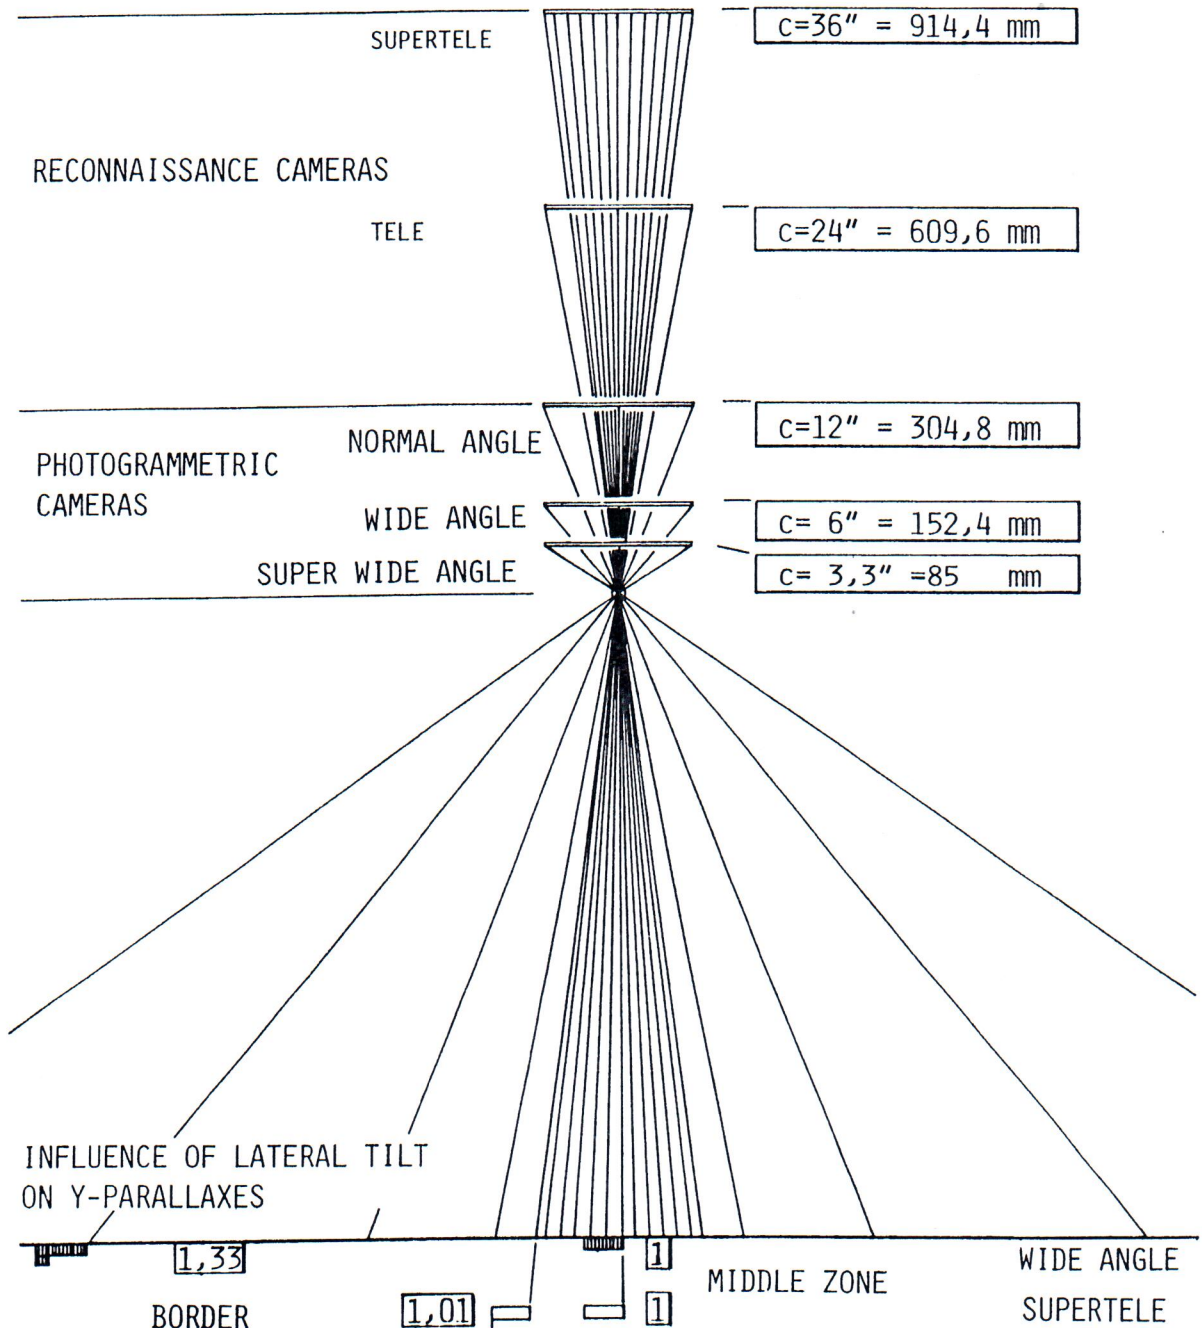 SUPERTELE
c=36" = 914,4 mm
RECONNAISSANCE CAMERAS
TELE
c=24" = 609,6 mm
NORMAL ANGLE
c=12" = 304,8 mm
PHOTOGRAMMETRIC
CAMERAS
WIDE ANGLE
c= 6" = 152,4 mm
SUPER WIDE ANGLE
c= 3,3" =85 mm
INFLUENCE OF LATERAL TILT
ON Y-PARALLAXES
1,33
1
WIDE ANGLE
MIDDLE ZONE
BORDER
1,01
1
SUPERTELE